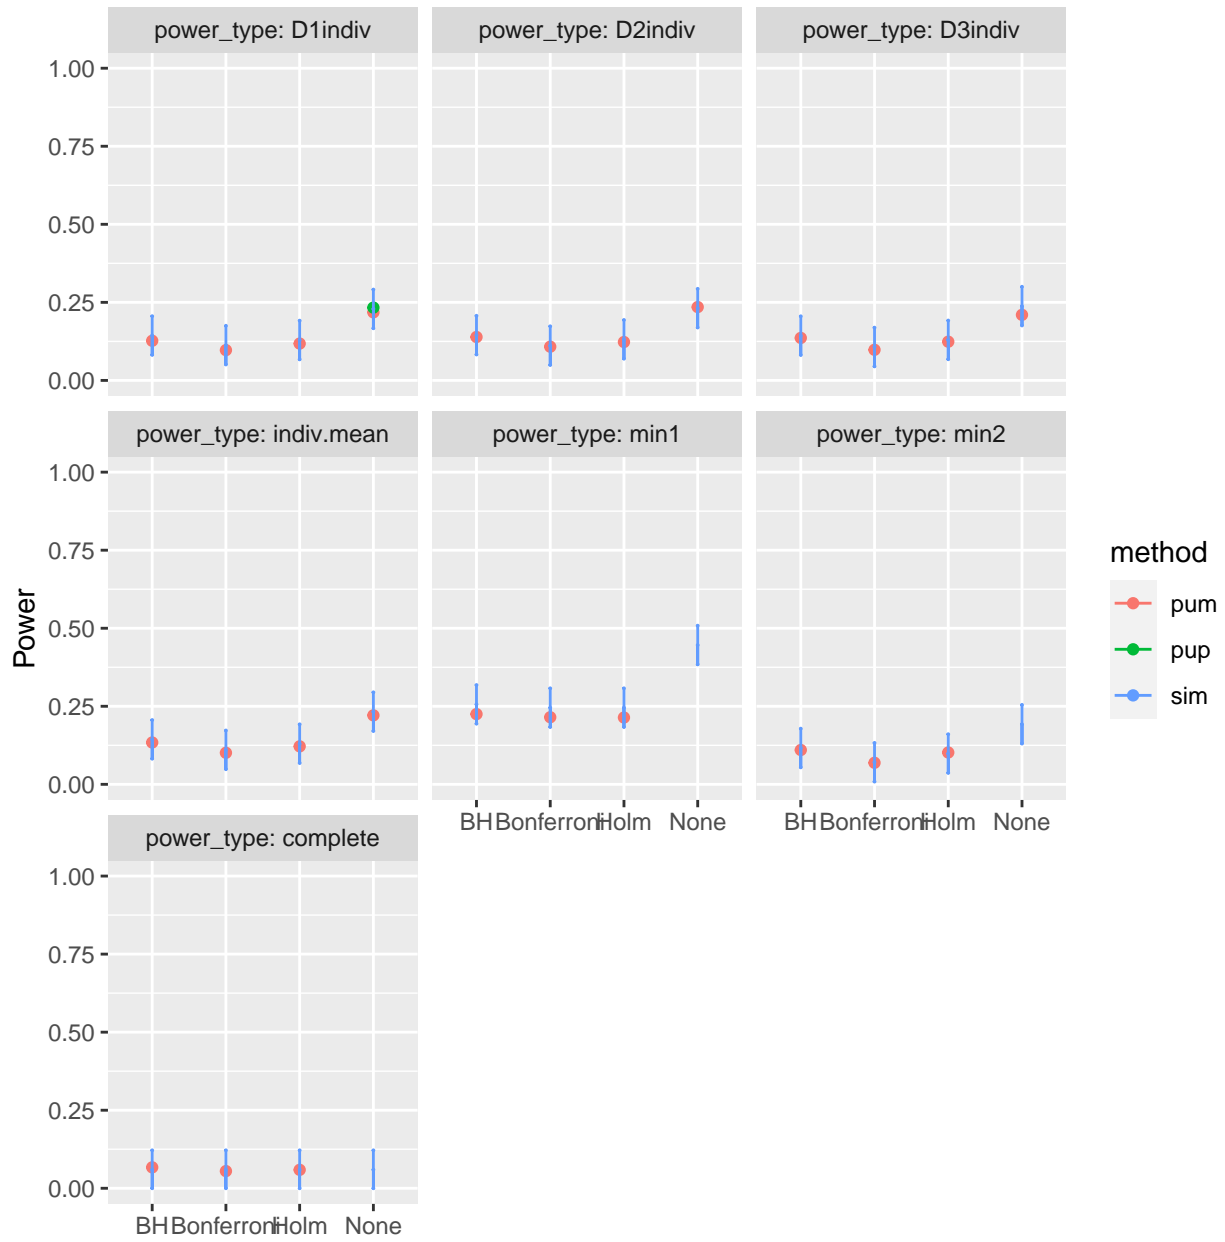 power_type: D1indiv power_type: D2indiv power_type: D3indiv
1.00
0.75
0.50
0.25
0.00
power_type: indiv.mean power_type: min1 power_type: min2
1.00
0.75
0.50
0.25
0.00
BH Bonferroni Holm None BH Bonferroni Holm None
power_type: complete
1.00
0.75
0.50
0.25
0.00
BH Bonferroni Holm None
Power
method
pum
pup
sim